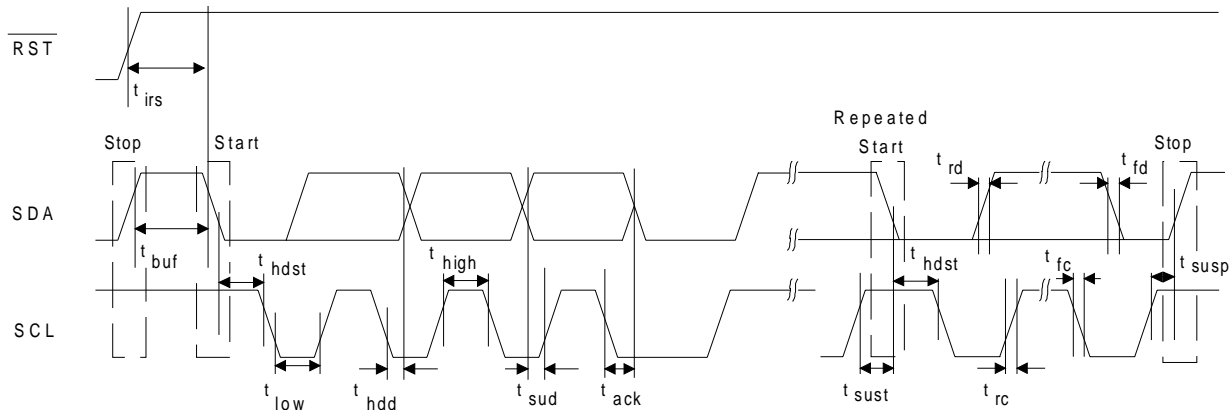 RST
t irs
Repeated
Stop Start Start Stop
t rd t fd
SDA
t buf t hdst t high t hdst t fc t susp
SCL
t low t hdd t sud t ack t sust t rc